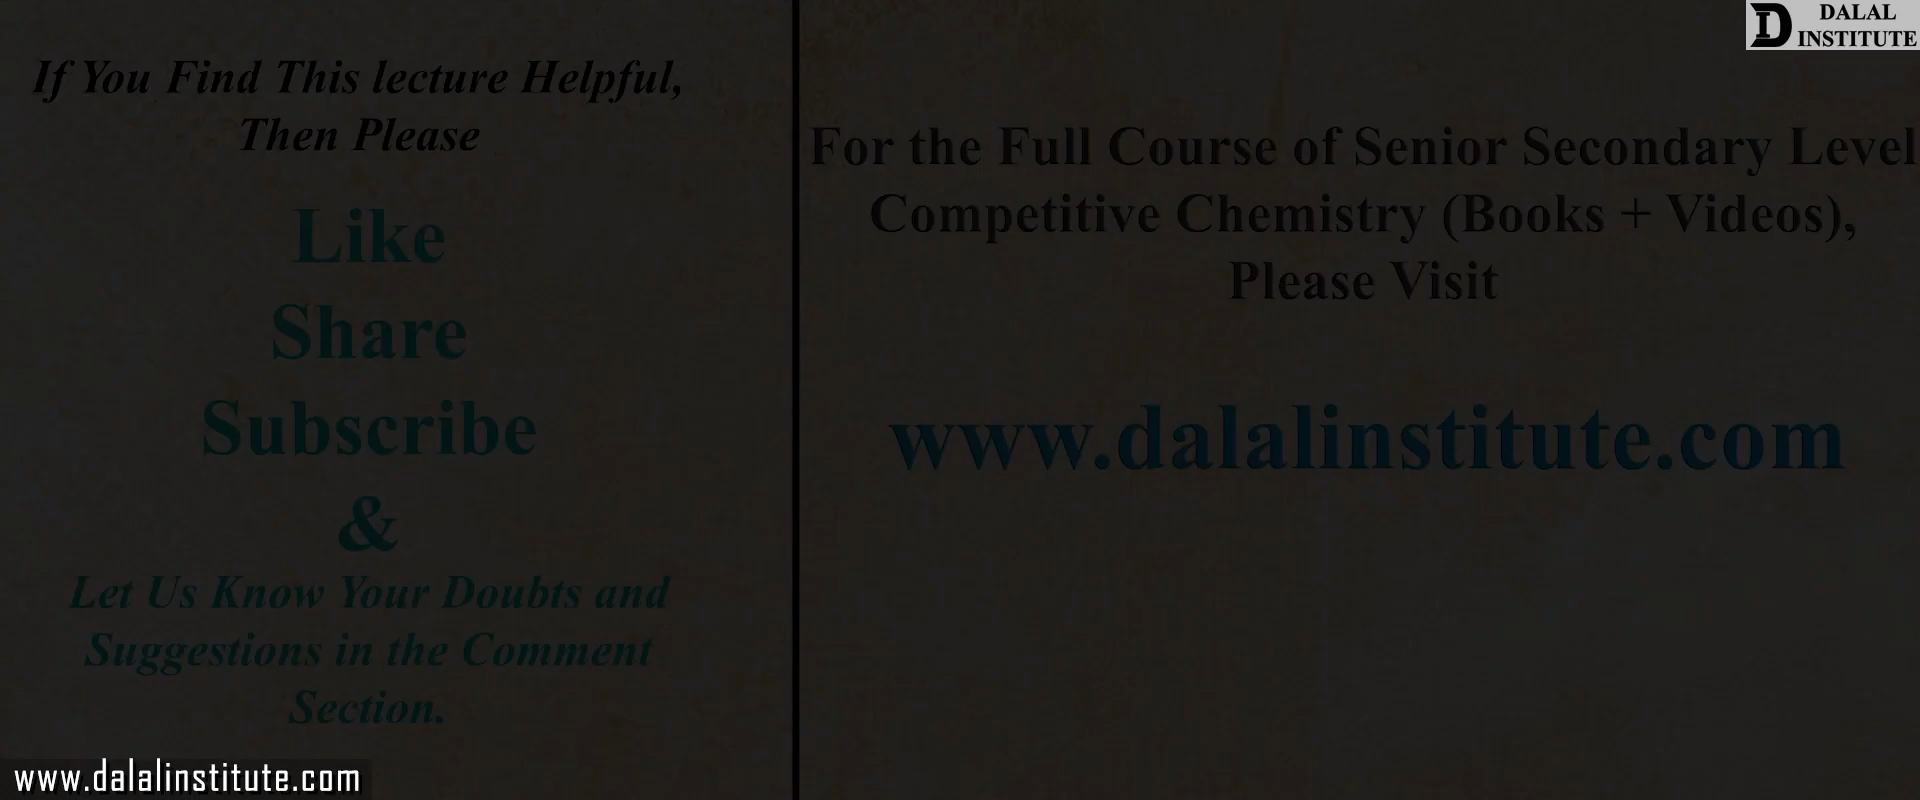 If You Find This lecture Helpful,
Then Please
Like
Share
Subscribe
&
Let Us Know Your Doubts and
Suggestions in the Comment
Section.
www.dalalinstitute.com
DALAL
INSTITUTE
For the Full Course of Senior Secondary Level
Competitive Chemistry (Books + Videos),
Please Visit
www.dalalinstitute.com